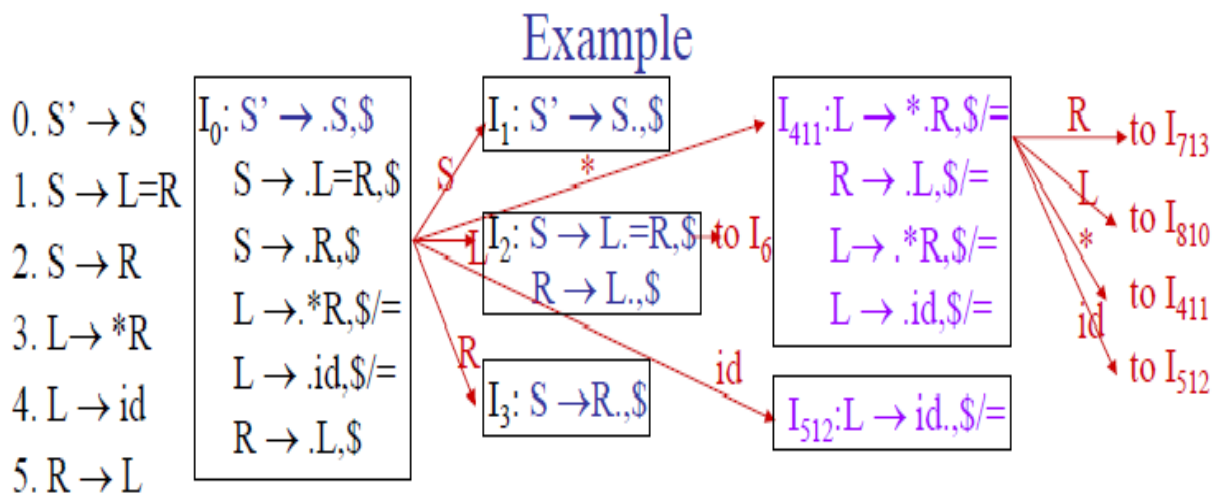 Example
0. S’ → S
1. S → L=R
2. S → R
3. L→ *R
4. L → id
5. R → L
I₀: S’ → .S,$
S → .L=R,$
S → .R,$
L →.*R,$/=
L → .id,$/=
R → .L,$
S
*
L
R
id
I₁: S’ → S.,$
I₂: S → L.=R,$
R → L.,$
to I₆
I₃: S →R.,$
I₄₁₁:L → *.R,$/=
R → .L,$/=
L→ .*R,$/=
L → .id,$/=
I₅₁₂:L → id.,$/=
R
L
*
id
to I₇₁₃
to I₈₁₀
to I₄₁₁
to I₅₁₂